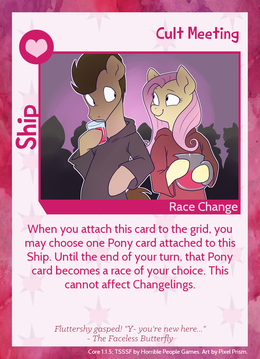 Cult Meeting
Ship
Race Change
When you attach this card to the grid, you
may choose one Pony card attached to this
Ship. Until the end of your turn, that Pony
card becomes a race of your choice. This
cannot affect Changelings.
Fluttershy gasped! "Y- you're new here..."
- The Faceless Butterfly
Core 1.1.5. TSSSF by Horrible People Games. Art by Pixel Prism.